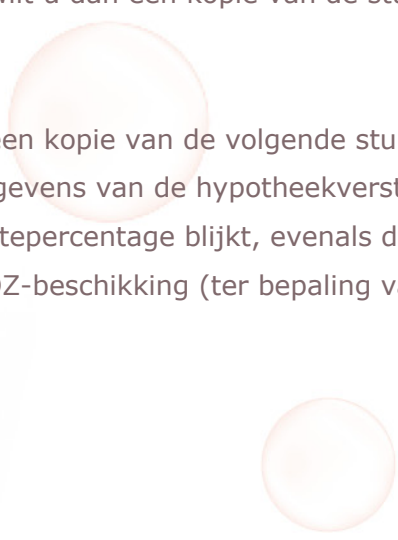 wilt u dan een kopie van de
een kopie van de volgende stu
gevens van de hypotheekverst
tepercentage blijkt, evenals d
Z-beschikking (ter bepaling va